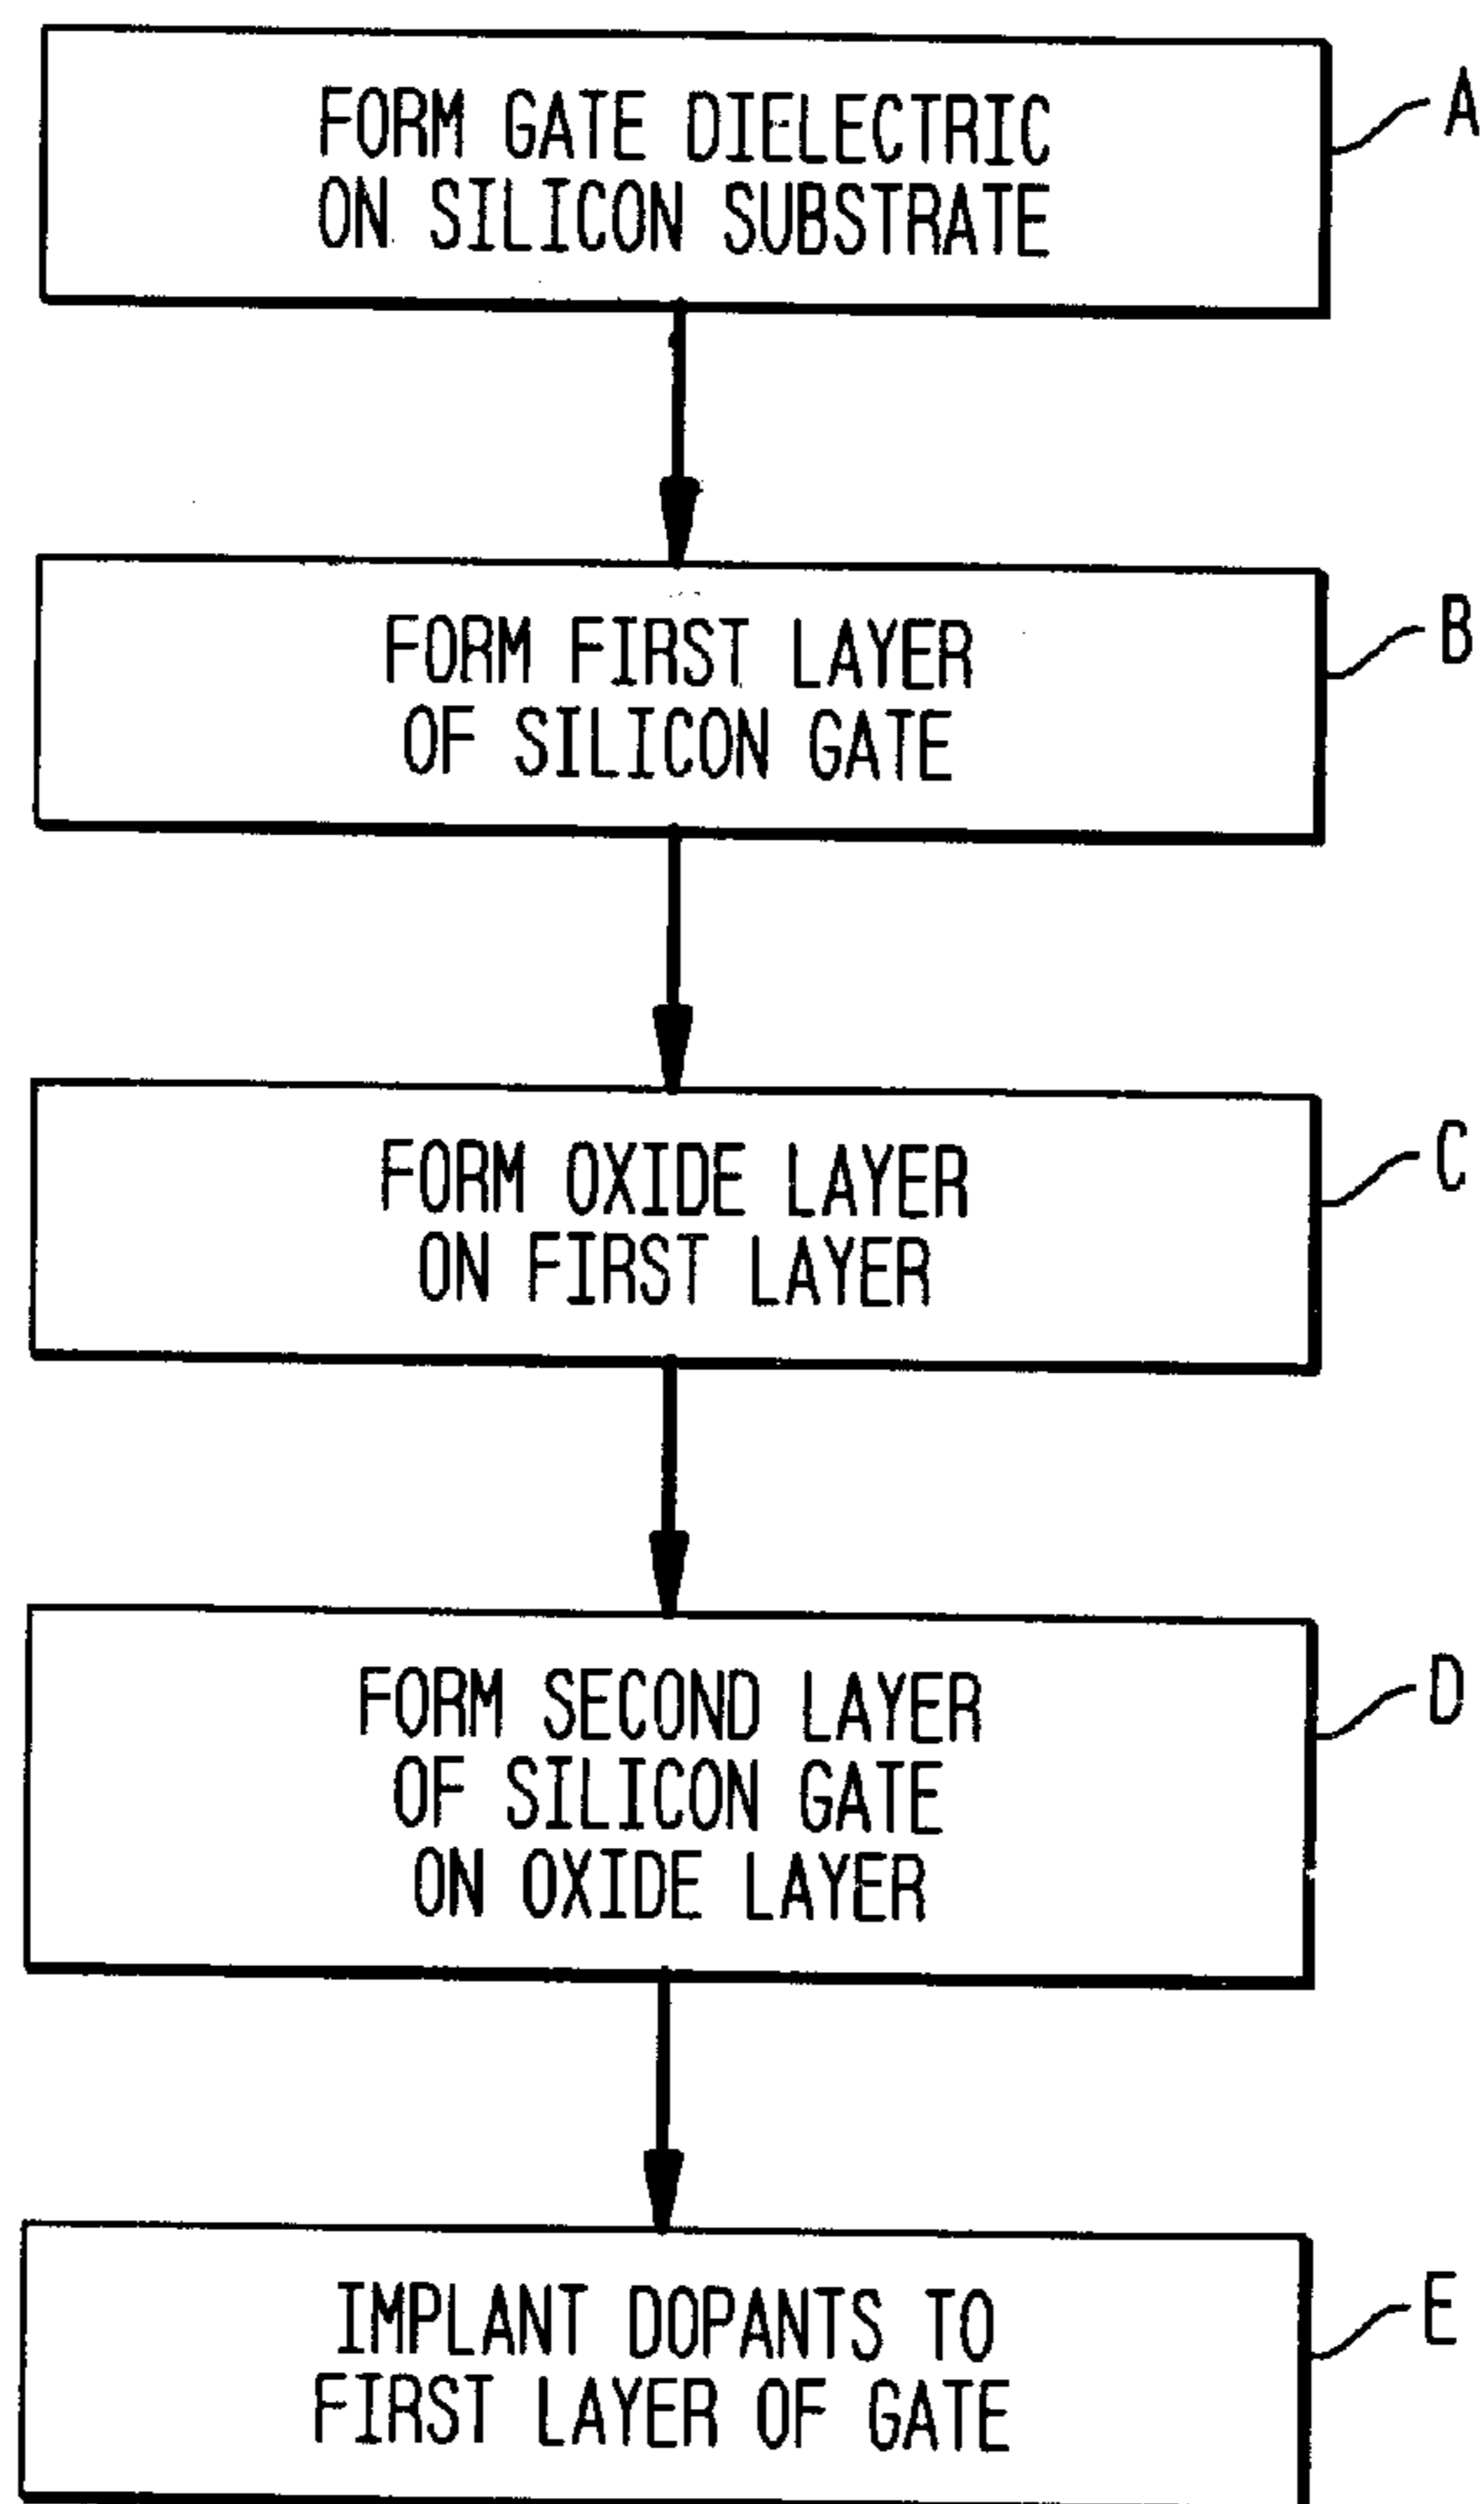 FORM GATE DIELECTRIC
ON SILICON SUBSTRATE
A
FORM FIRST LAYER
OF SILICON GATE
B
FORM OXIDE LAYER
ON FIRST LAYER
C
FORM SECOND LAYER
OF SILICON GATE
ON OXIDE LAYER
D
IMPLANT DOPANTS TO
FIRST LAYER OF GATE
E